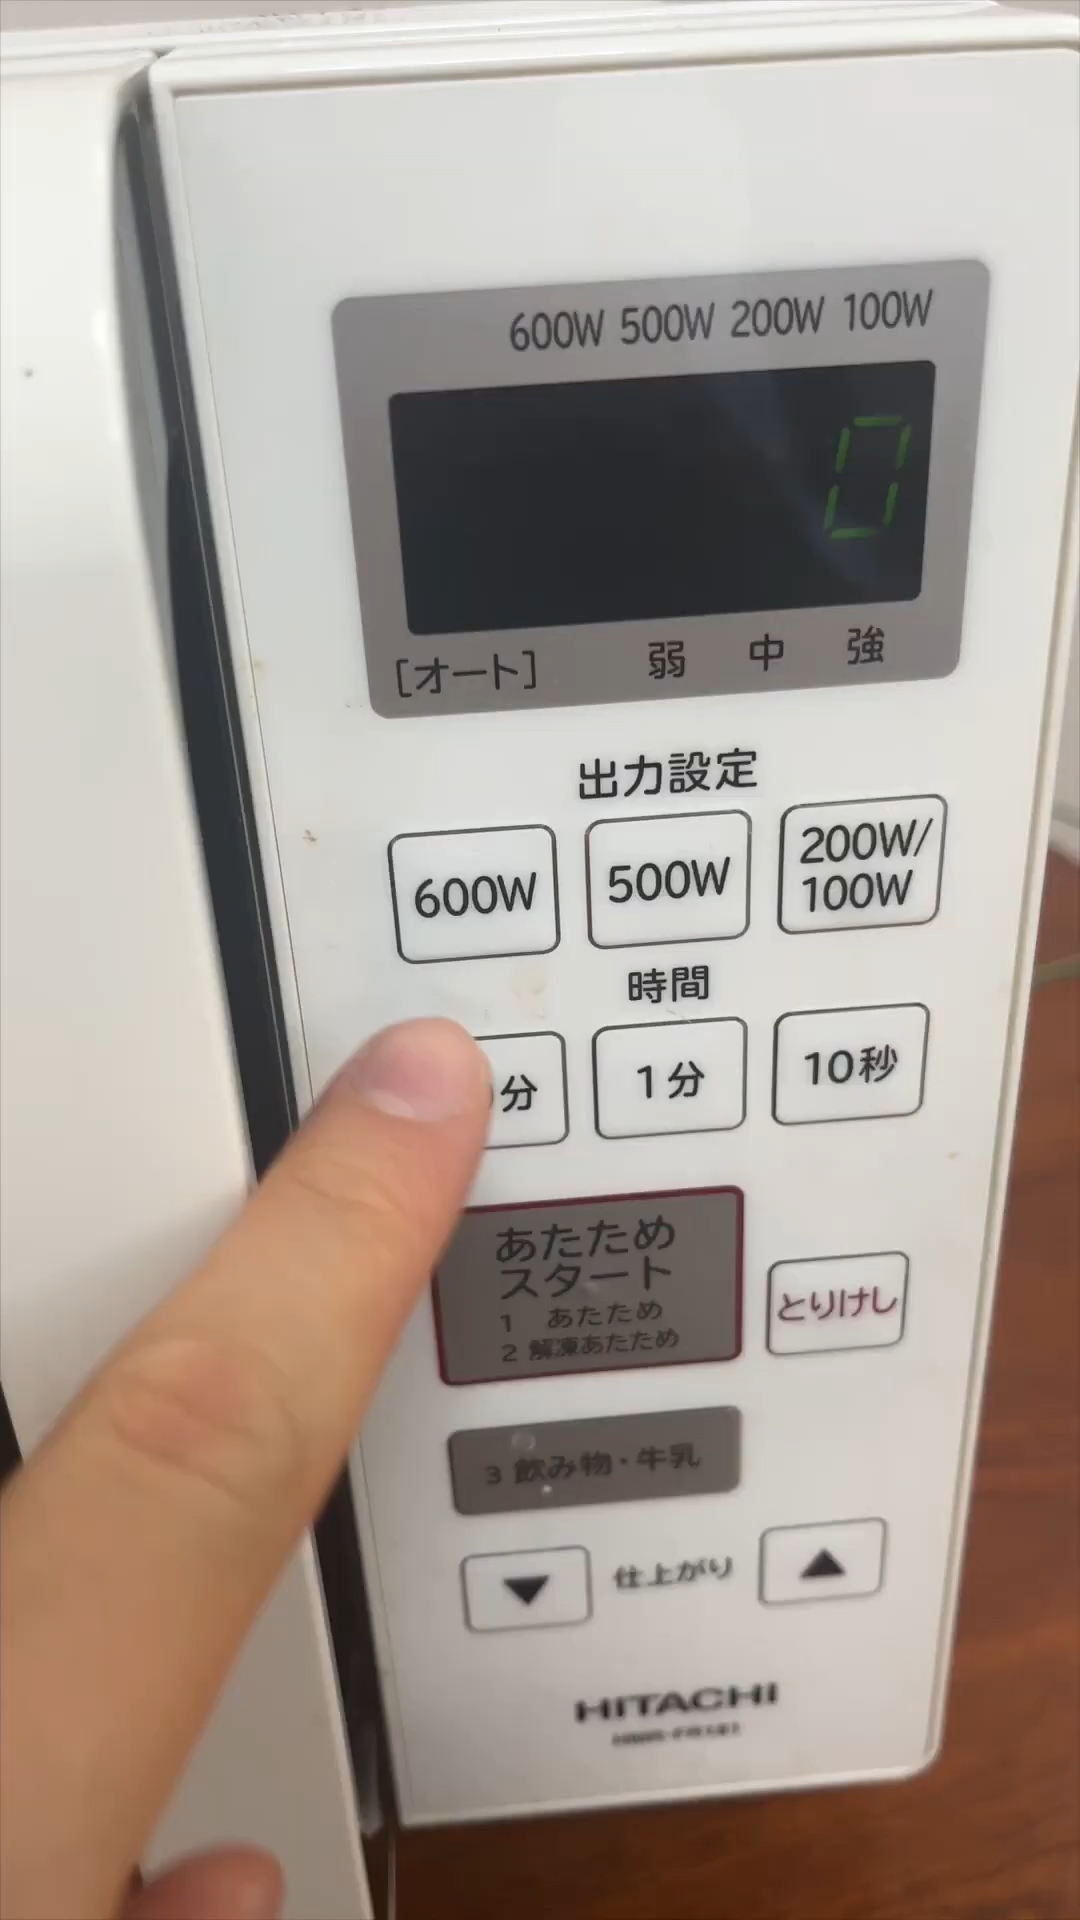 600W 500W 200W 100W
0
[オート] 弱 中 強
出力設定
600W
500W
200W/
100W
時間
分
1分
10秒
あたため
スタート
1 あたため
2 解凍あたため
とりけし
3 飲み物・牛乳
▼ 仕上がり ▲
HITACHI